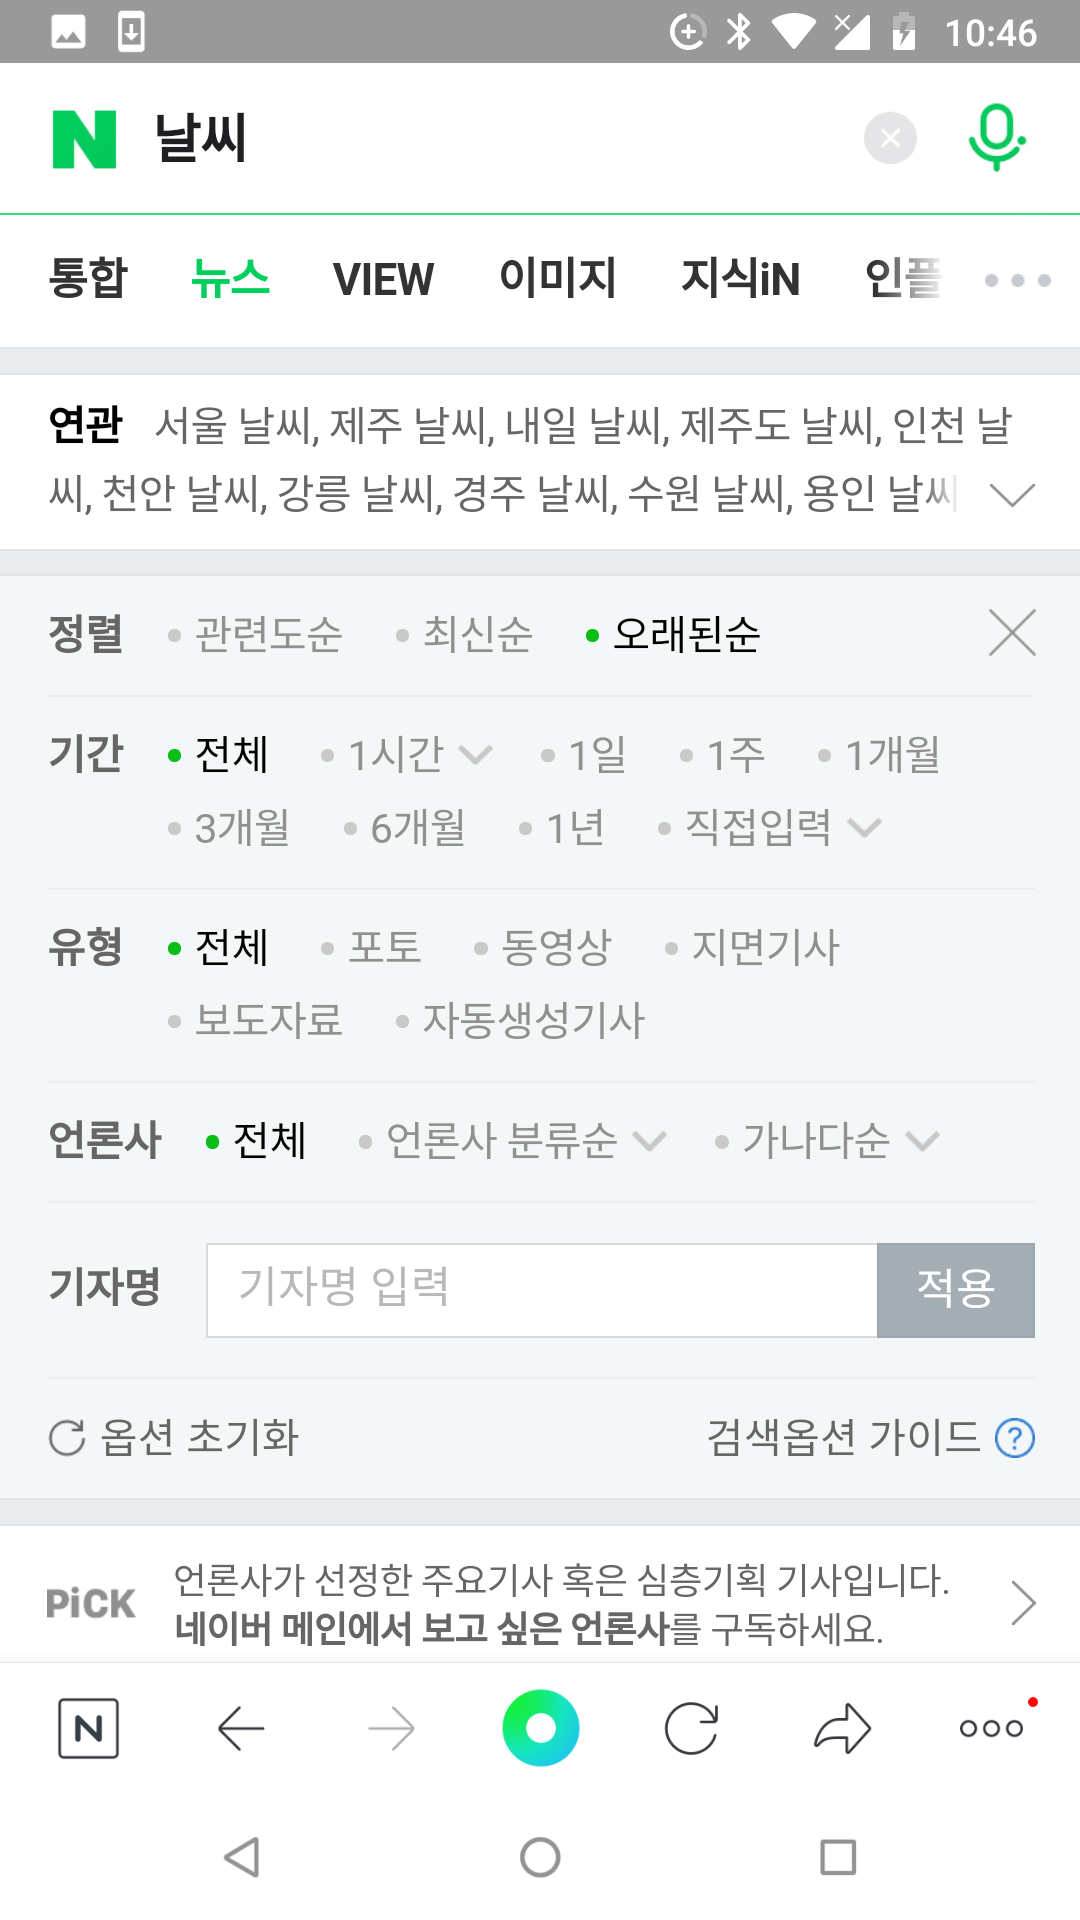 10:46
N 날씨
통합 뉴스 VIEW 이미지 지식iN 인플
연관 서울 날씨, 제주 날씨, 내일 날씨, 제주도 날씨, 인천 날
씨, 천안 날씨, 강릉 날씨, 경주 날씨, 수원 날씨, 용인 날씨
정렬 관련도순 최신순 오래된순
기간 전체 1시간 1일 1주 1개월
3개월 6개월 1년 직접입력
유형 전체 포토 동영상 지면기사
보도자료 자동생성기사
언론사 전체 언론사 분류순 가나다순
기자명 기자명 입력 적용
옵션 초기화 검색옵션 가이드 ?
PiCK 언론사가 선정한 주요기사 혹은 심층기획 기사입니다.
네이버 메인에서 보고 싶은 언론사를 구독하세요.
N